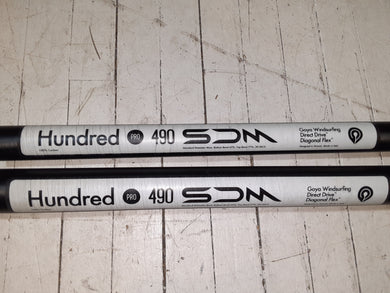 Hundred PRO 490 SDM
Goya Windsurfing
Direct Drive
Diagonal Flex
Hundred PRO 490 SDM
Goya Windsurfing
Direct Drive
Diagonal Flex